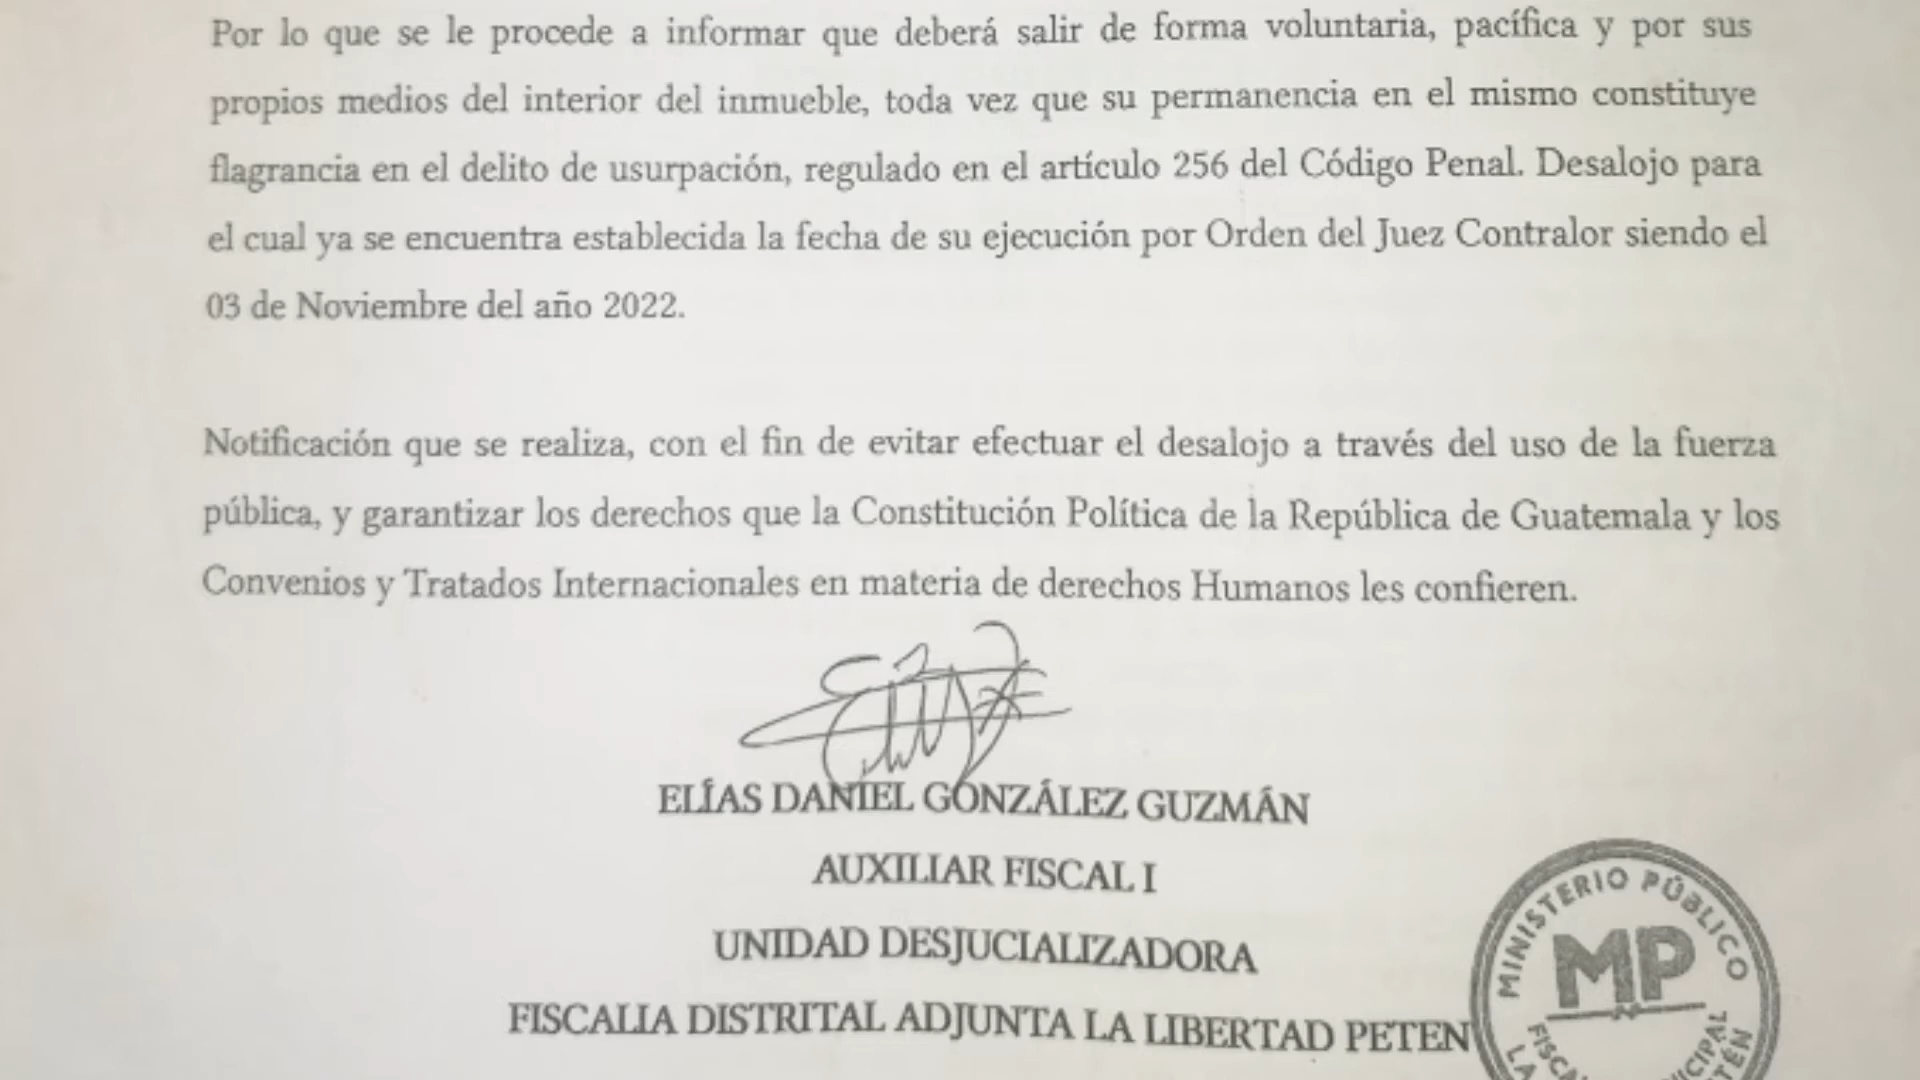 Por lo que se le procede a informar que deberá salir de forma voluntaria, pacífica y por sus
propios medios del interior del inmueble, toda vez que su permanencia en el mismo constituye
flagrancia en el delito de usurpación, regulado en el artículo 256 del Código Penal. Desalojo para
el cual ya se encuentra establecida la fecha de su ejecución por Orden del Juez Contralor siendo el
03 de Noviembre del año 2022.
Notificación que se realiza, con el fin de evitar efectuar el desalojo a través del uso de la fuerza
pública, y garantizar los derechos que la Constitución Política de la República de Guatemala y los
Convenios y Tratados Internacionales en materia de derechos Humanos les confieren.
ELÍAS DANIEL GONZÁLEZ GUZMÁN
AUXILIAR FISCAL I
UNIDAD DESJUCIALIZADORA
FISCALIA DISTRITAL ADJUNTA LA LIBERTAD PETEN
MINISTERIO PÚBLICO
MP